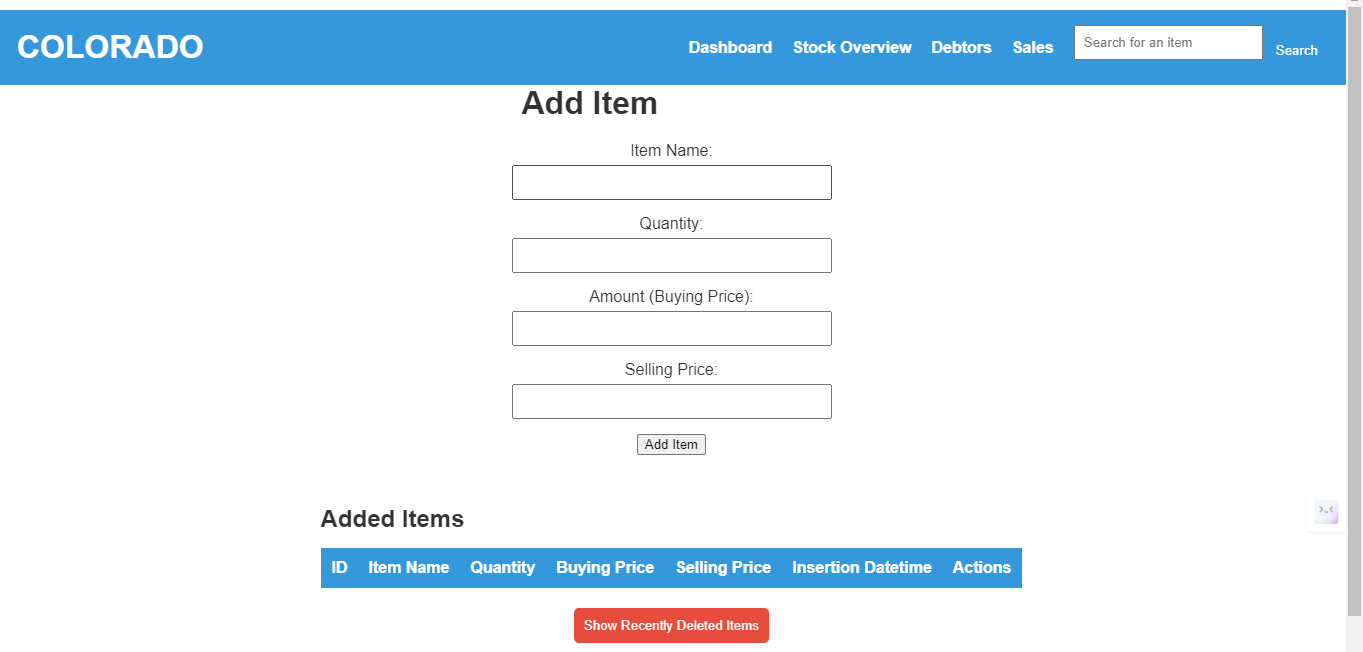 COLORADO
Dashboard Stock Overview Debtors Sales Search for an item Search
Add Item
Item Name:
Quantity:
Amount (Buying Price):
Selling Price:
Add Item
Added Items
ID Item Name Quantity Buying Price Selling Price Insertion Datetime Actions
Show Recently Deleted Items